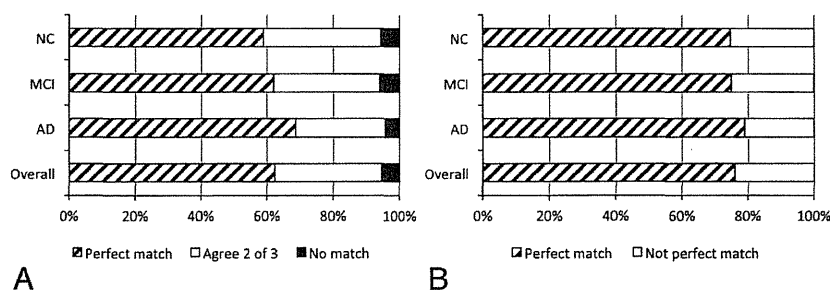 NC
MCI
AD
Overall
0% 20% 40% 60% 80% 100%
Perfect match Agree 2 of 3 No match
A
NC
MCI
AD
Overall
0% 20% 40% 60% 80% 100%
Perfect match Not perfect match
B